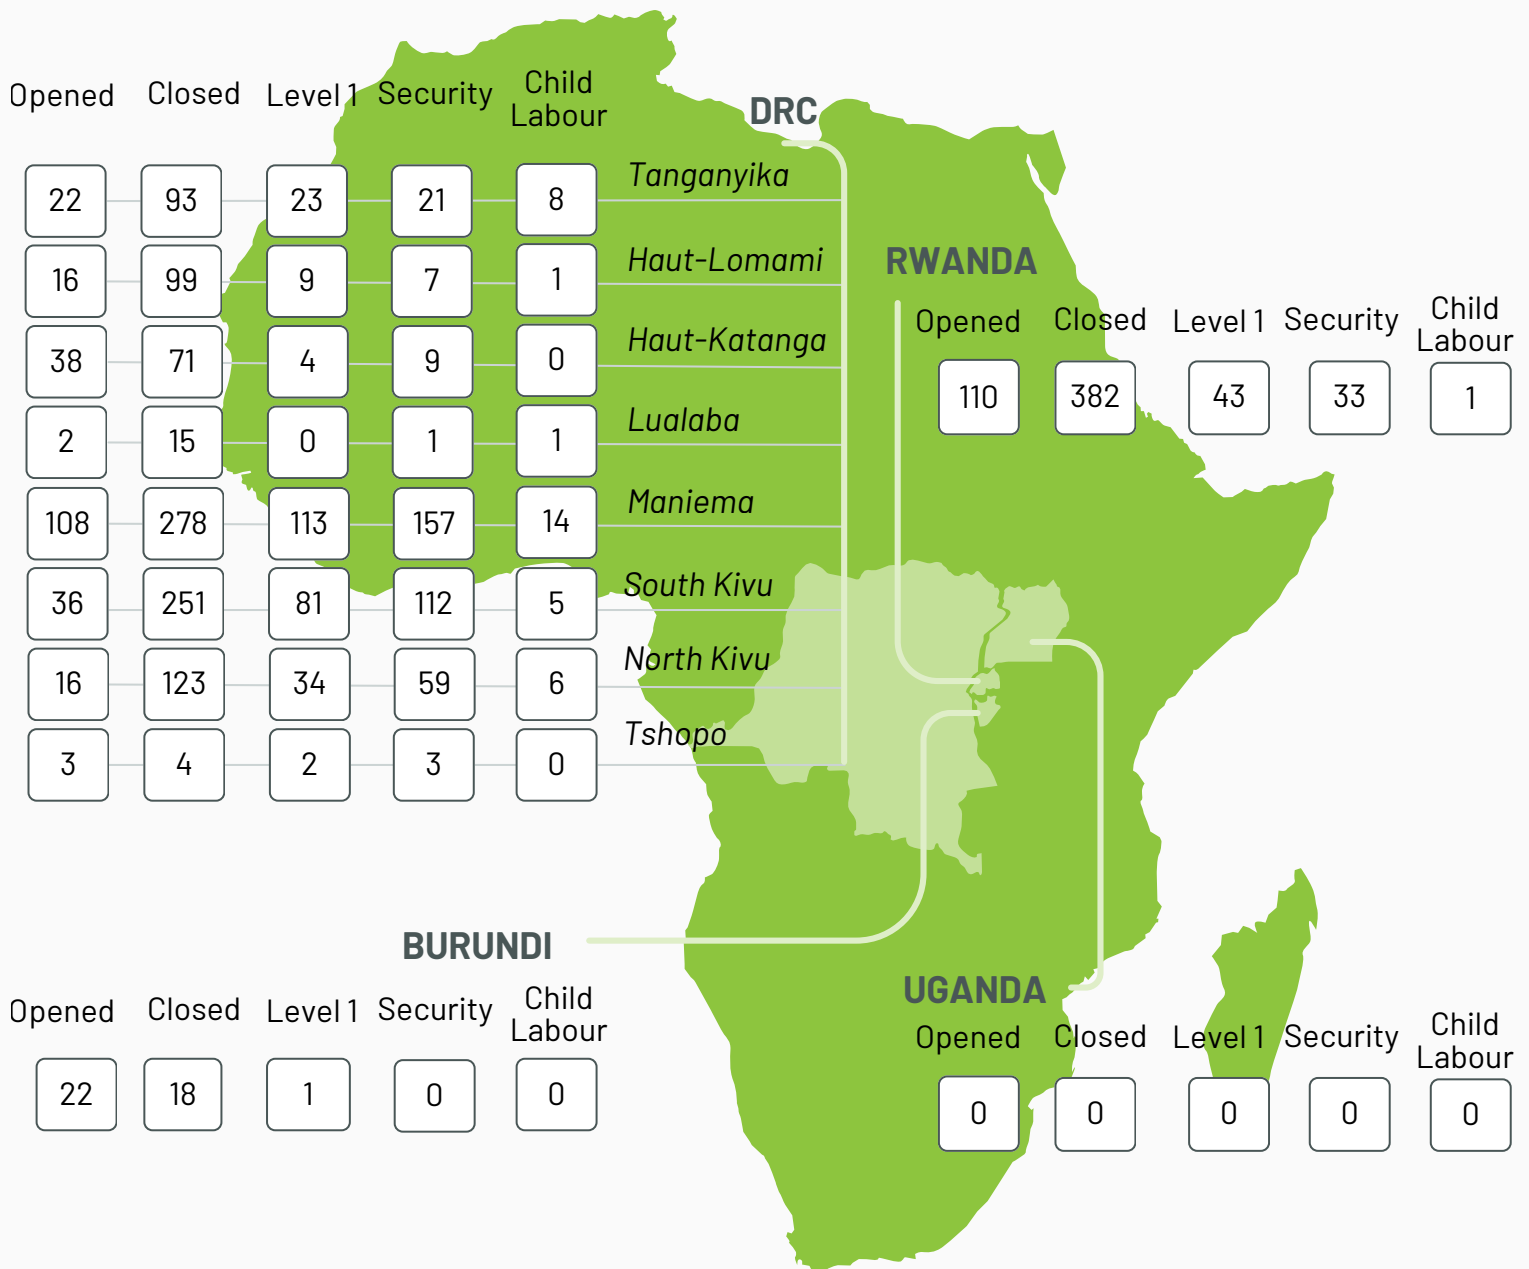 DRC
Opened Closed Level 1 Security Child Labour
22 93 23 21 8 Tanganyika
16 99 9 7 1 Haut-Lomami
38 71 4 9 0 Haut-Katanga
2 15 0 1 1 Lualaba
108 278 113 157 14 Maniema
36 251 81 112 5 South Kivu
16 123 34 59 6 North Kivu
3 4 2 3 0 Tshopo
RWANDA
Opened Closed Level 1 Security Child Labour
110 382 43 33 1
BURUNDI
Opened Closed Level 1 Security Child Labour
22 18 1 0 0
UGANDA
Opened Closed Level 1 Security Child Labour
0 0 0 0 0